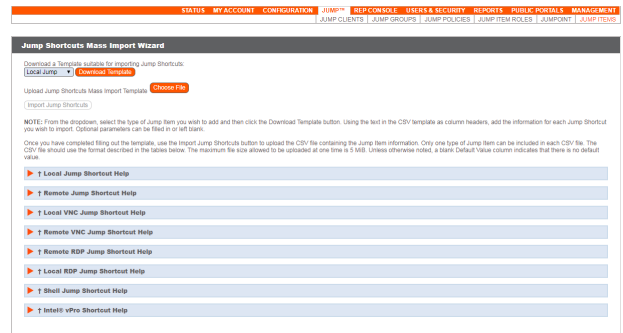 STATUS MY ACCOUNT CONFIGURATION JUMP™ REP CONSOLE USERS & SECURITY REPORTS PUBLIC PORTALS MANAGEMENT
JUMP CLIENTS JUMP GROUPS JUMP POLICIES JUMP ITEM ROLES JUMPOINT JUMP ITEMS
Jump Shortcuts Mass Import Wizard
Download a Template suitable for importing Jump Shortcuts:
Local Jump Download Template
Upload Jump Shortcuts Mass Import Template Choose File
Import Jump Shortcuts
NOTE: From the dropdown, select the type of Jump Item you wish to add and then click the Download Template button. Using the text in the CSV template as column headers, add the information for each Jump Shortcut
you wish to import. Optional parameters can be filled in or left blank.
Once you have completed filling out the template, use the Import Jump Shortcuts button to upload the CSV file containing the Jump Item information. Only one type of Jump Item can be included in each CSV file. The
CSV file should use the format described in the tables below. The maximum file size allowed to be uploaded at one time is 5 MiB. Unless otherwise noted, a blank Default Value column indicates that there is no default
value.
† Local Jump Shortcut Help
† Remote Jump Shortcut Help
† Local VNC Jump Shortcut Help
† Remote VNC Jump Shortcut Help
† Remote RDP Jump Shortcut Help
† Local RDP Jump Shortcut Help
† Shell Jump Shortcut Help
† Intel® vPro Shortcut Help